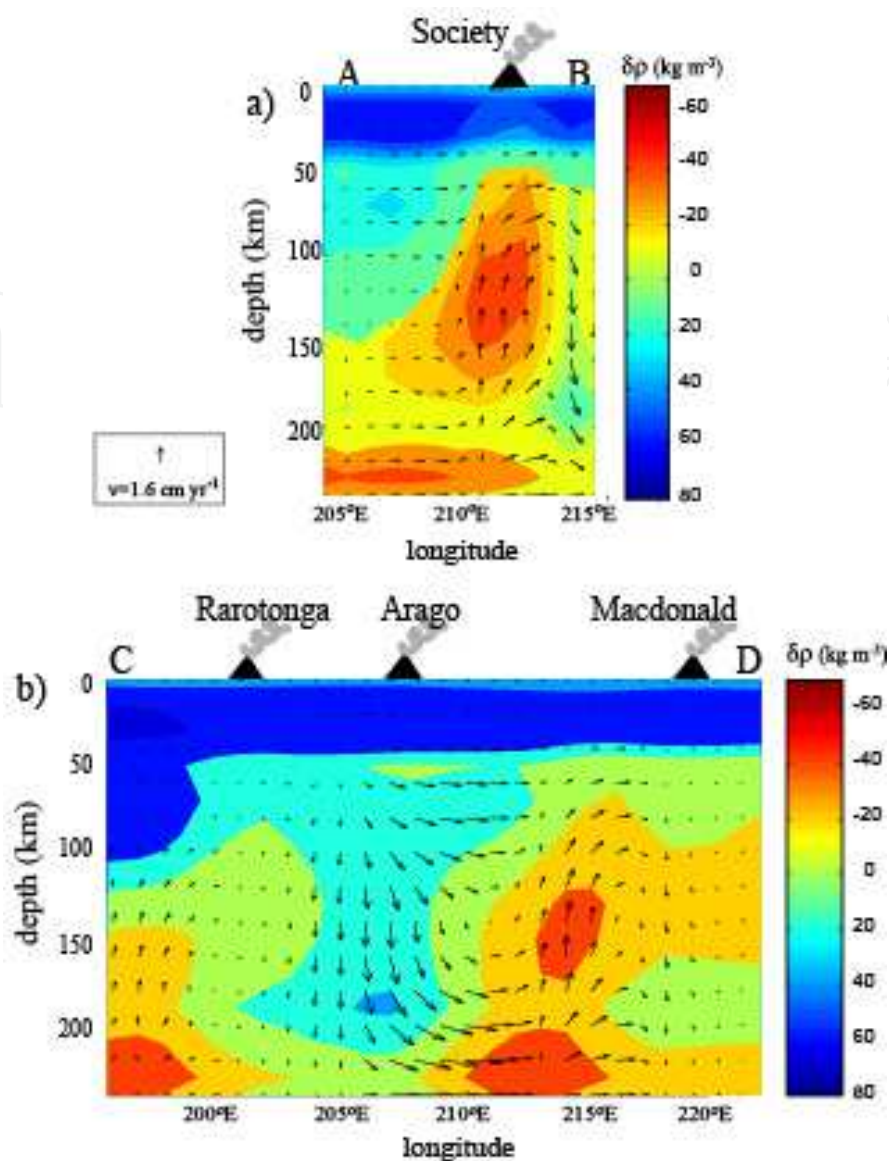 Society
A B
δρ (kg m⁻³)
a)
0
50
100
150
200
depth (km)
-60
-40
-20
0
20
40
60
80
205°E 210°E 215°E
longitude
↑
v=1.6 cm yr⁻¹
Rarotonga Arago Macdonald
C D
δρ (kg m⁻³)
b)
0
50
100
150
200
depth (km)
-60
-40
-20
0
20
40
60
80
200°E 205°E 210°E 215°E 220°E
longitude